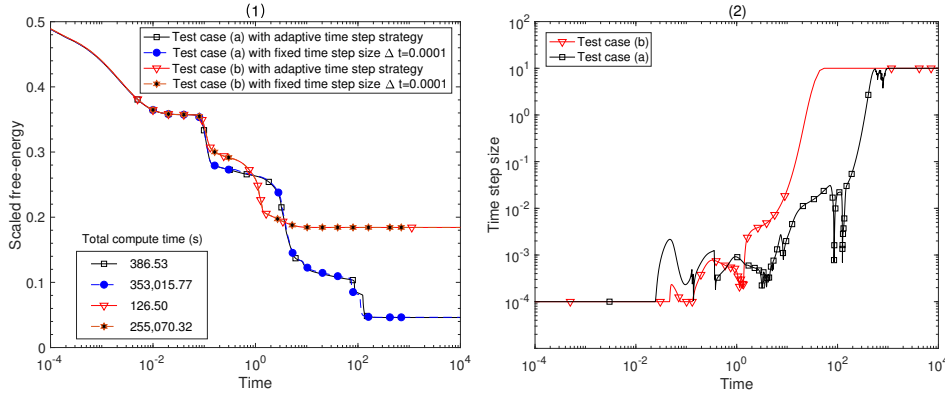 (1)
Scaled free-energy
0.5
0.4
0.3
0.2
0.1
0
Test case (a) with adaptive time step strategy
Test case (a) with fixed time step size Δ t=0.0001
Test case (b) with adaptive time step strategy
Test case (b) with fixed time step size Δ t=0.0001
Total compute time (s)
386.53
353,015.77
126.50
255,070.32
10⁻⁴ 10⁻² 10⁰ 10² 10⁴
Time
(2)
Time step size
10¹
10⁰
10⁻¹
10⁻²
10⁻³
10⁻⁴
Test case (b)
Test case (a)
10⁻⁴ 10⁻² 10⁰ 10² 10⁴
Time